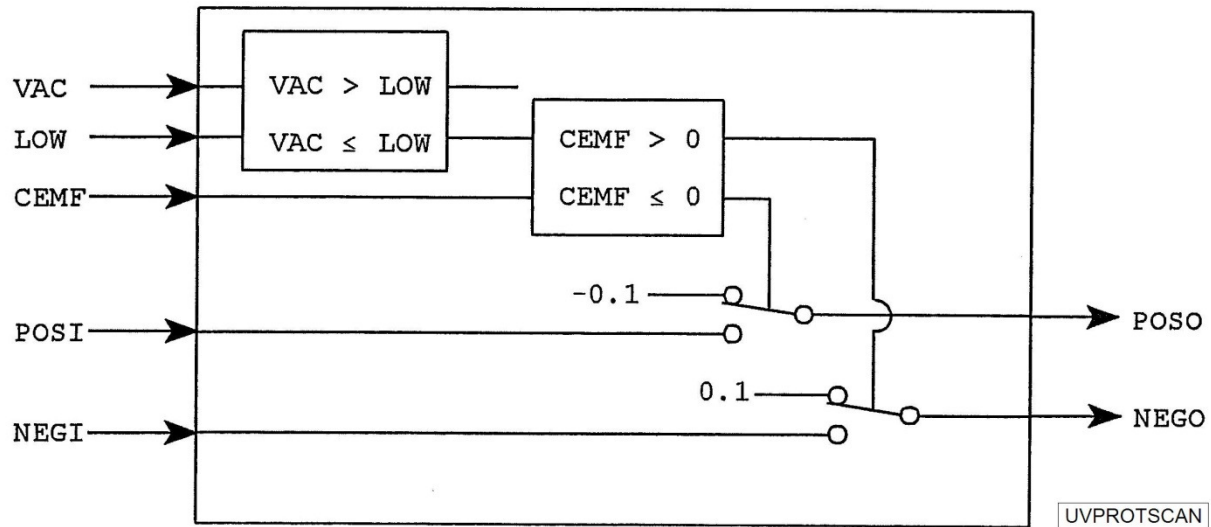 VAC
LOW
CEMF
VAC > LOW
VAC ≤ LOW
CEMF > 0
CEMF ≤ 0
-0.1
POSI
POSO
0.1
NEGI
NEGO
UVPROTSCAN